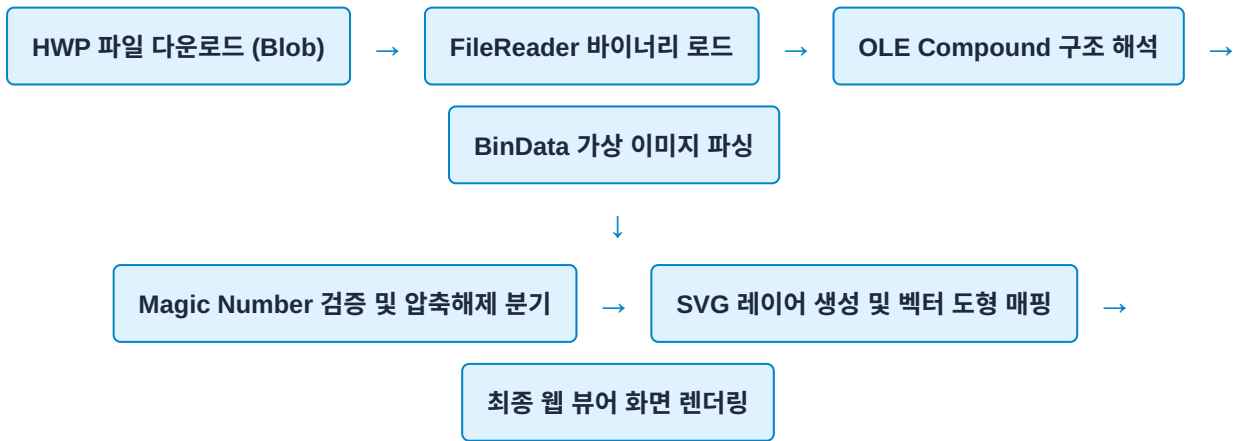 HWP 파일 다운로드 (Blob) → FileReader 바이너리 로드 → OLE Compound 구조 해석 →
BinData 가상 이미지 파싱
↓
Magic Number 검증 및 압축해제 분기 → SVG 레이어 생성 및 벡터 도형 매핑 →
최종 웹 뷰어 화면 렌더링